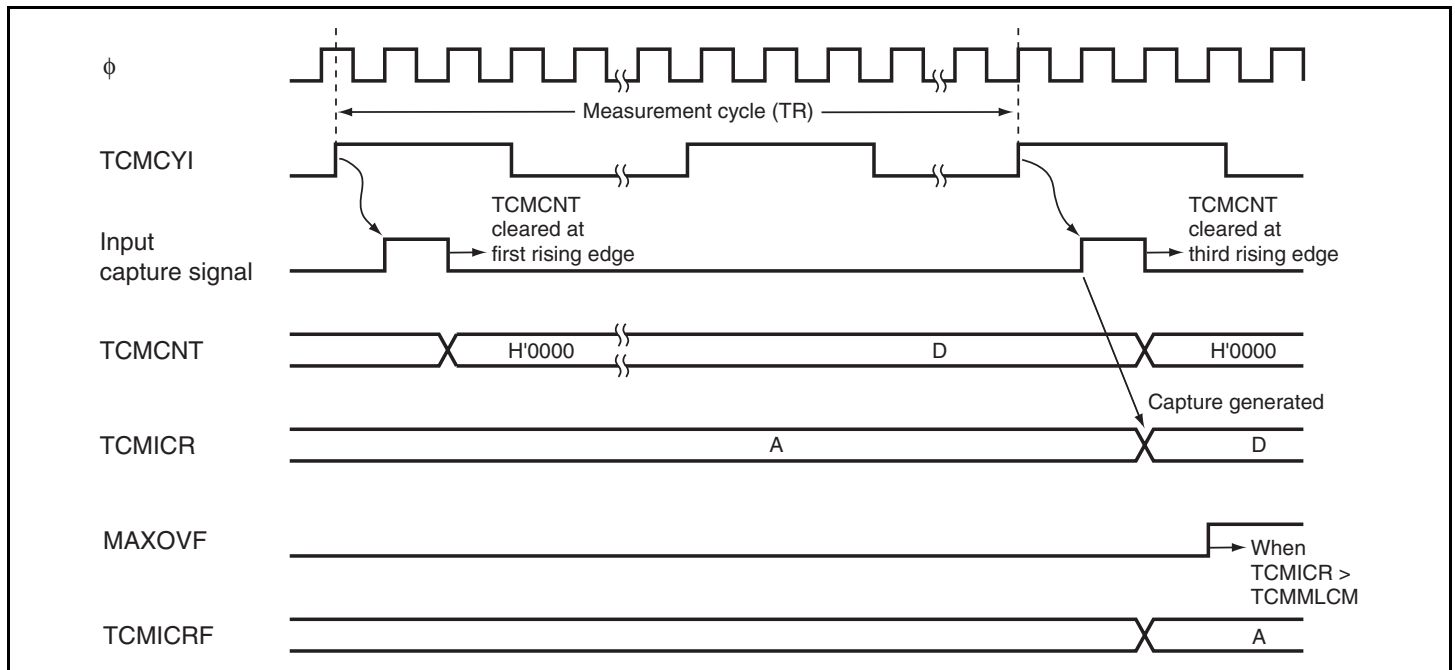 ϕ
Measurement cycle (TR)
TCMCYI
TCMCNT
cleared at
first rising edge
TCMCNT
cleared at
third rising edge
Input
capture signal
TCMCNT
H'0000
D
H'0000
Capture generated
TCMICR
A
D
MAXOVF
When
TCMICR >
TCMMLCM
TCMICRF
A